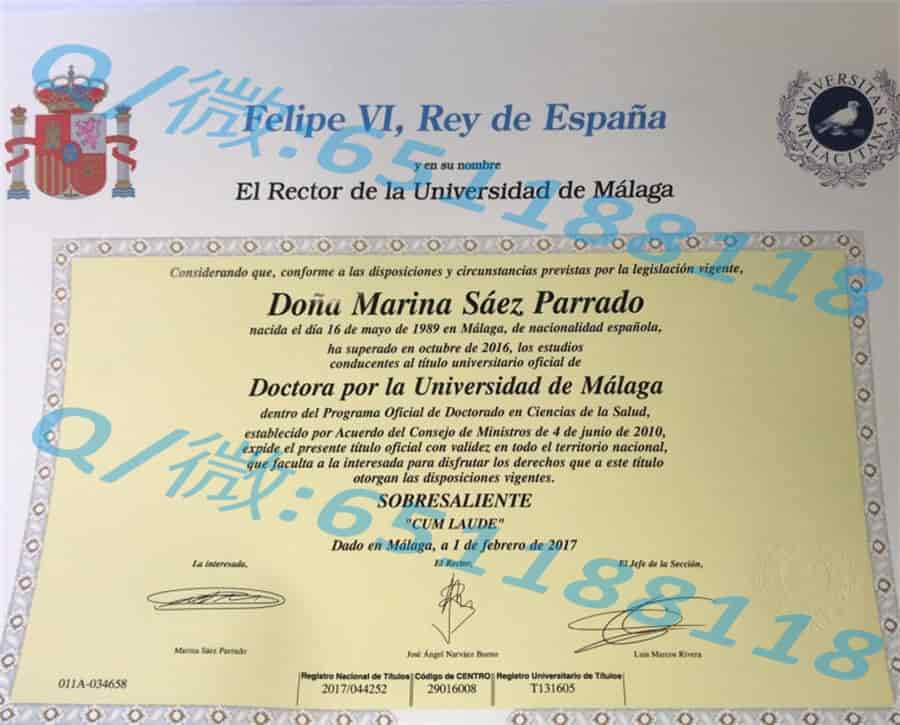 Felipe VI, Rey de España
y en su nombre
El Rector de la Universidad de Málaga
UNIVERSITAS MALACITANA
Considerando que, conforme a las disposiciones y circunstancias previstas por la legislación vigente,
Doña Marina Sáez Parrado
nacida el día 16 de mayo de 1989 en Málaga, de nacionalidad española,
ha superado en octubre de 2016, los estudios
conducentes al título universitario oficial de
Doctora por la Universidad de Málaga
dentro del Programa Oficial de Doctorado en Ciencias de la Salud,
establecido por Acuerdo del Consejo de Ministros de 4 de junio de 2010,
expide el presente título oficial con validez en todo el territorio nacional,
que faculta a la interesada para disfrutar los derechos que a este título
otorgan las disposiciones vigentes.
SOBRESALIENTE
"CUM LAUDE"
Dado en Málaga, a 1 de febrero de 2017
La interesada,
El Rector,
El Jefe de la Sección,
Marina Sáez Parrado
José Ángel Narváez Bueno
Luis Marcos Rivera
011A-034658
Registro Nacional de Títulos
2017/044252
Código de CENTRO
29016008
Registro Universitario de Títulos
T131605
Q/微:651188118
Q/微:651188118